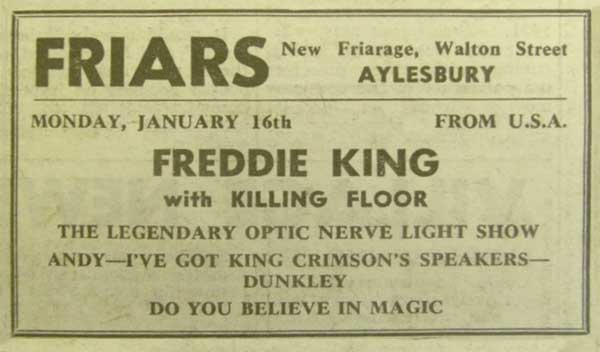 FRIARS New Friarage, Walton Street
AYLESBURY
MONDAY, JANUARY 16th FROM U.S.A.
FREDDIE KING
with KILLING FLOOR
THE LEGENDARY OPTIC NERVE LIGHT SHOW
ANDY—I'VE GOT KING CRIMSON'S SPEAKERS—
DUNKLEY
DO YOU BELIEVE IN MAGIC